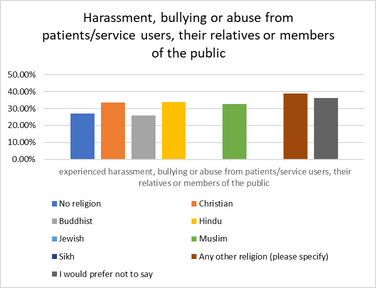 Harassment, bullying or abuse from
patients/service users, their relatives or members
of the public
50.00%
40.00%
30.00%
20.00%
10.00%
0.00%
experienced harassment, bullying or abuse from patients/service users, their
relatives or members of the public
No religion
Christian
Buddhist
Hindu
Jewish
Muslim
Sikh
Any other religion (please specify)
I would prefer not to say